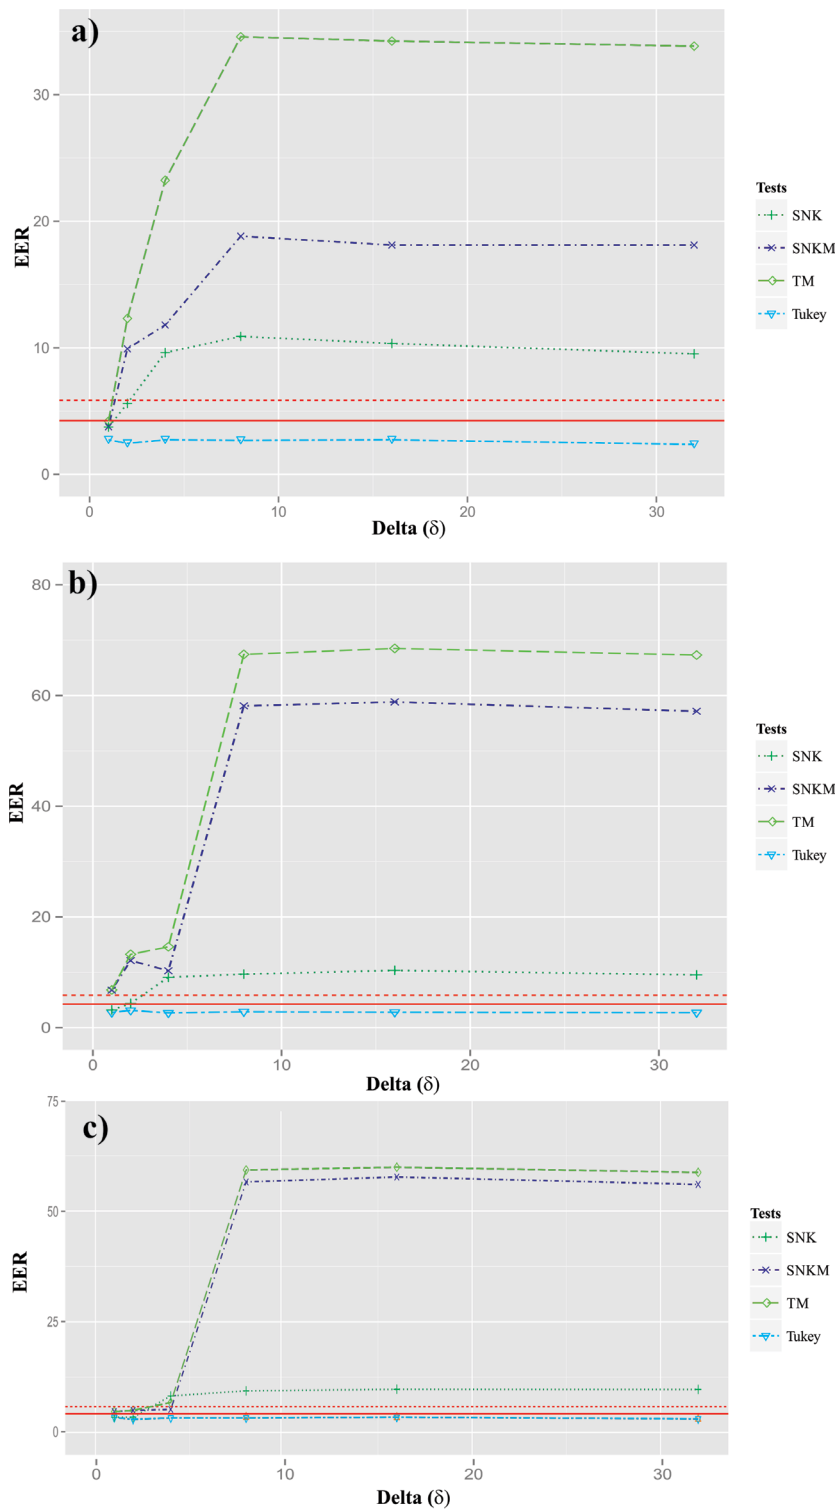 a)
30
20
10
0
EER
0 10 20 30
Delta (δ)
Tests
SNK
SNKM
TM
Tukey
b)
80
60
40
20
0
EER
0 10 20 30
Delta (δ)
Tests
SNK
SNKM
TM
Tukey
c)
75
50
25
0
EER
0 10 20 30
Delta (δ)
Tests
SNK
SNKM
TM
Tukey